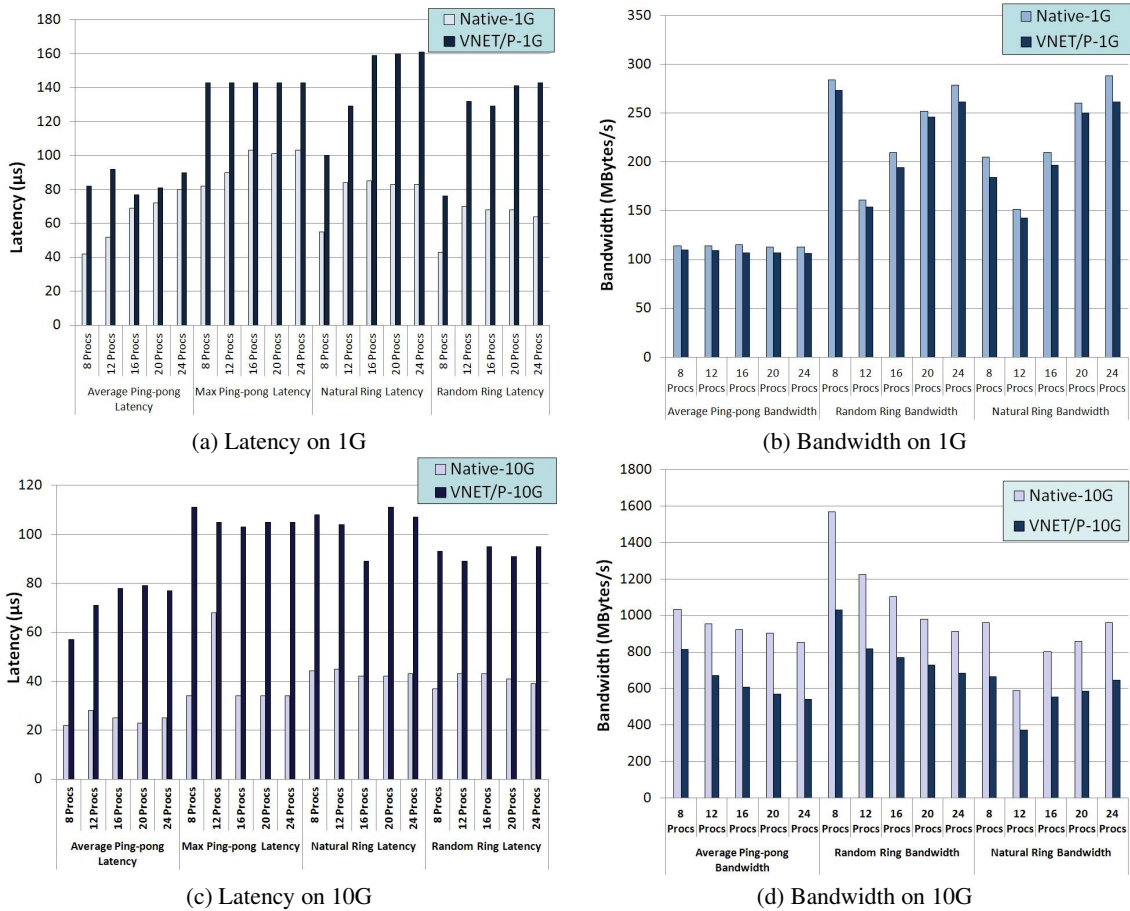 Native-1G
VNET/P-1G
Latency (µs)
180
160
140
120
100
80
60
40
20
0
8 Procs
12 Procs
16 Procs
20 Procs
24 Procs
8 Procs
12 Procs
16 Procs
20 Procs
24 Procs
8 Procs
12 Procs
16 Procs
20 Procs
24 Procs
8 Procs
12 Procs
16 Procs
20 Procs
24 Procs
Average Ping-pong
Latency
Max Ping-pong Latency
Natural Ring Latency
Random Ring Latency
(a) Latency on 1G
Native-1G
VNET/P-1G
Bandwidth (MBytes/s)
350
300
250
200
150
100
50
0
8 12 16 20 24 8 12 16 20 24 8 12 16 20 24
Procs Procs Procs Procs Procs Procs Procs Procs Procs Procs Procs Procs Procs Procs Procs
Average Ping-pong Bandwidth
Random Ring Bandwidth
Natural Ring Bandwidth
(b) Bandwidth on 1G
Native-10G
VNET/P-10G
Latency (µs)
120
100
80
60
40
20
0
8 Procs
12 Procs
16 Procs
20 Procs
24 Procs
8 Procs
12 Procs
16 Procs
20 Procs
24 Procs
8 Procs
12 Procs
16 Procs
20 Procs
24 Procs
8 Procs
12 Procs
16 Procs
20 Procs
24 Procs
Average Ping-pong
Latency
Max Ping-pong Latency
Natural Ring Latency
Random Ring Latency
(c) Latency on 10G
Native-10G
VNET/P-10G
Bandwidth (MBytes/s)
1800
1600
1400
1200
1000
800
600
400
200
0
8 12 16 20 24 8 12 16 20 24 8 12 16 20 24
Procs Procs Procs Procs Procs Procs Procs Procs Procs Procs Procs Procs Procs Procs Procs
Average Ping-pong
Bandwidth
Random Ring Bandwidth
Natural Ring Bandwidth
(d) Bandwidth on 10G